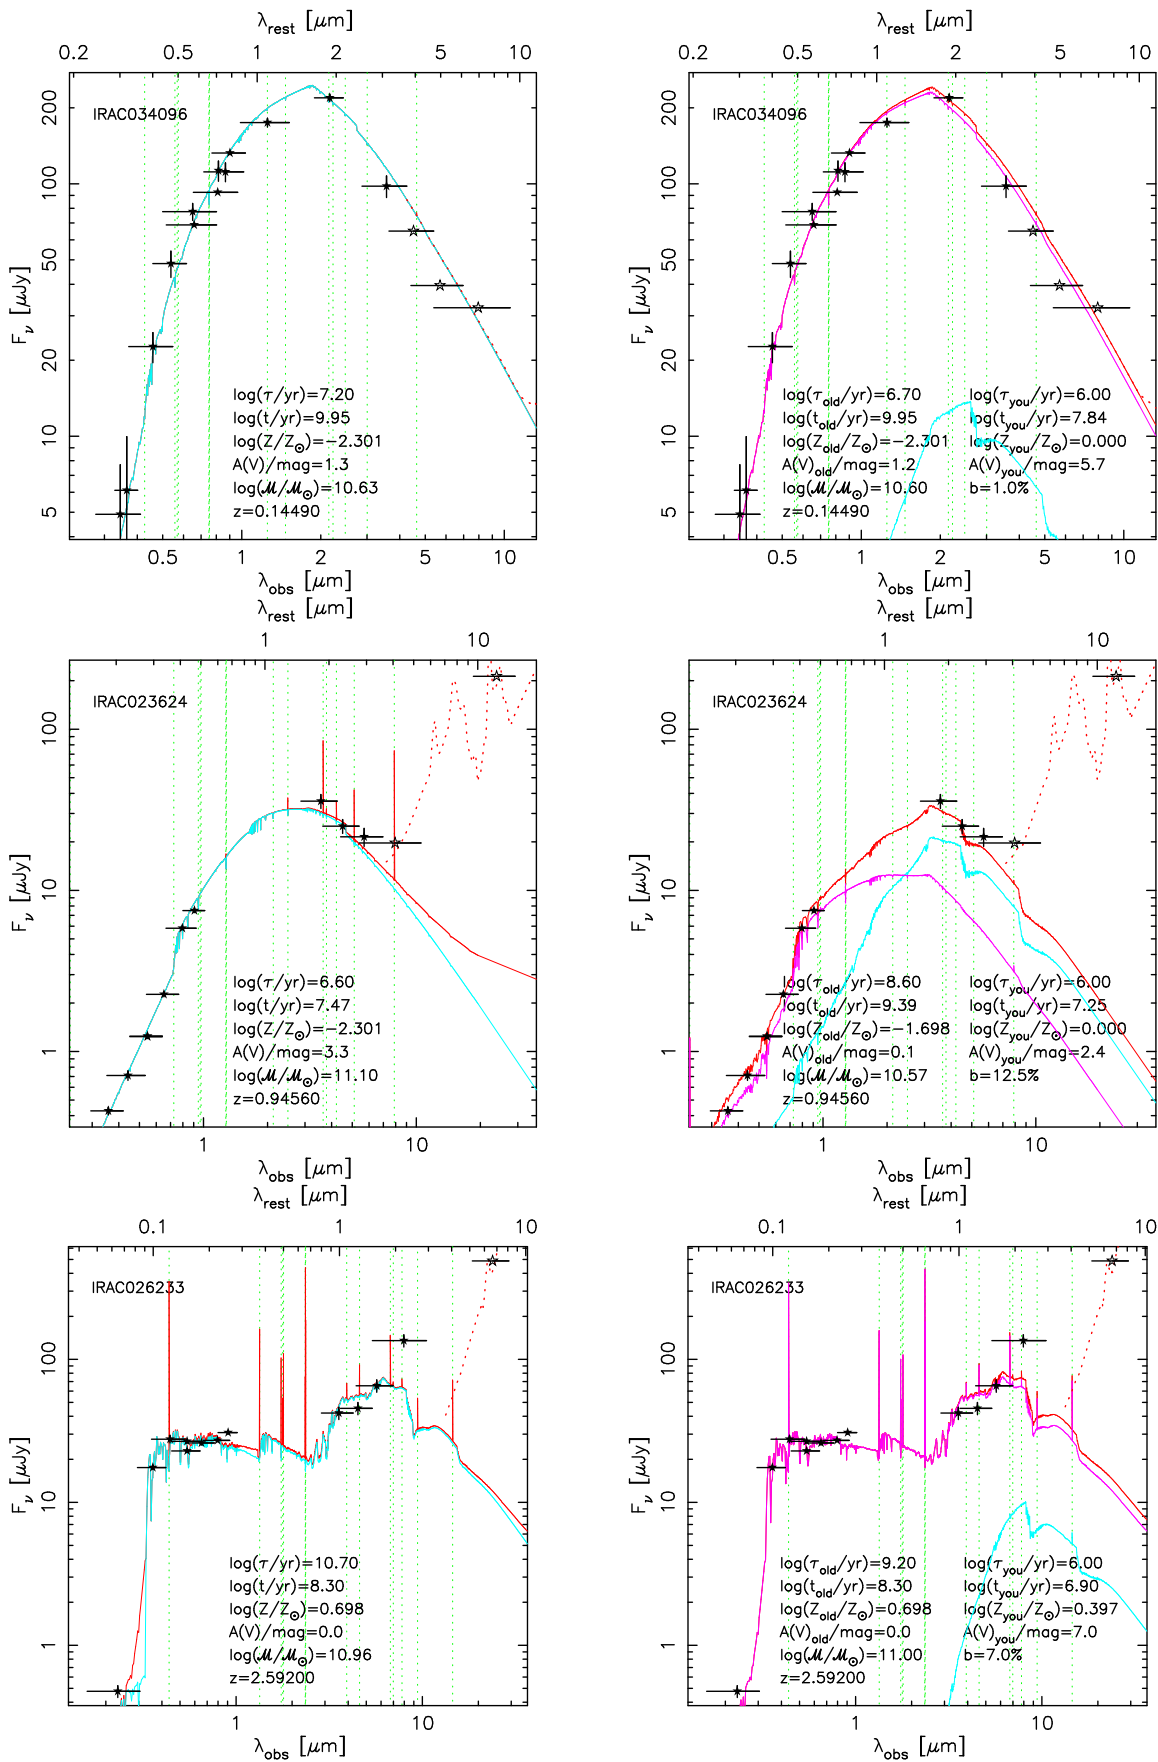 λrest [μm]
λrest [μm]
0.2 0.5 1 2 5 10
0.2 0.5 1 2 5 10
IRAC034096
IRAC034096
200
100
50
20
10
5
Fν [μJy]
200
100
50
20
10
5
Fν [μJy]
log(τ/yr)=7.20
log(t/yr)=9.95
log(Z/Z⊙)=−2.301
A(V)/mag=1.3
log(ℳ/ℳ⊙)=10.63
z=0.14490
log(τold/yr)=6.70
log(told/yr)=9.95
log(Zold/Z⊙)=−2.301
A(V)old/mag=1.2
log(ℳ/ℳ⊙)=10.60
z=0.14490
log(τyou/yr)=6.00
log(tyou/yr)=7.84
log(Zyou/Z⊙)=0.000
A(V)you/mag=5.7
b=1.0%
0.5 1 2 5 10
0.5 1 2 5 10
λobs [μm]
λobs [μm]
λrest [μm]
λrest [μm]
1 10
1 10
IRAC023624
IRAC023624
100
10
1
Fν [μJy]
100
10
1
Fν [μJy]
log(τ/yr)=6.60
log(t/yr)=7.47
log(Z/Z⊙)=−2.301
A(V)/mag=3.3
log(ℳ/ℳ⊙)=11.10
z=0.94560
log(τold/yr)=8.60
log(told/yr)=9.39
log(Zold/Z⊙)=−1.698
A(V)old/mag=0.1
log(ℳ/ℳ⊙)=10.57
z=0.94560
log(τyou/yr)=6.00
log(tyou/yr)=7.25
log(Zyou/Z⊙)=0.000
A(V)you/mag=2.4
b=12.5%
1 10
1 10
λobs [μm]
λobs [μm]
λrest [μm]
λrest [μm]
0.1 1 10
0.1 1 10
IRAC026233
IRAC026233
100
10
1
Fν [μJy]
100
10
1
Fν [μJy]
log(τ/yr)=10.70
log(t/yr)=8.30
log(Z/Z⊙)=0.698
A(V)/mag=0.0
log(ℳ/ℳ⊙)=10.96
z=2.59200
log(τold/yr)=9.20
log(told/yr)=8.30
log(Zold/Z⊙)=0.698
A(V)old/mag=0.0
log(ℳ/ℳ⊙)=11.00
z=2.59200
log(τyou/yr)=6.00
log(tyou/yr)=6.90
log(Zyou/Z⊙)=0.397
A(V)you/mag=7.0
b=7.0%
1 10
1 10
λobs [μm]
λobs [μm]